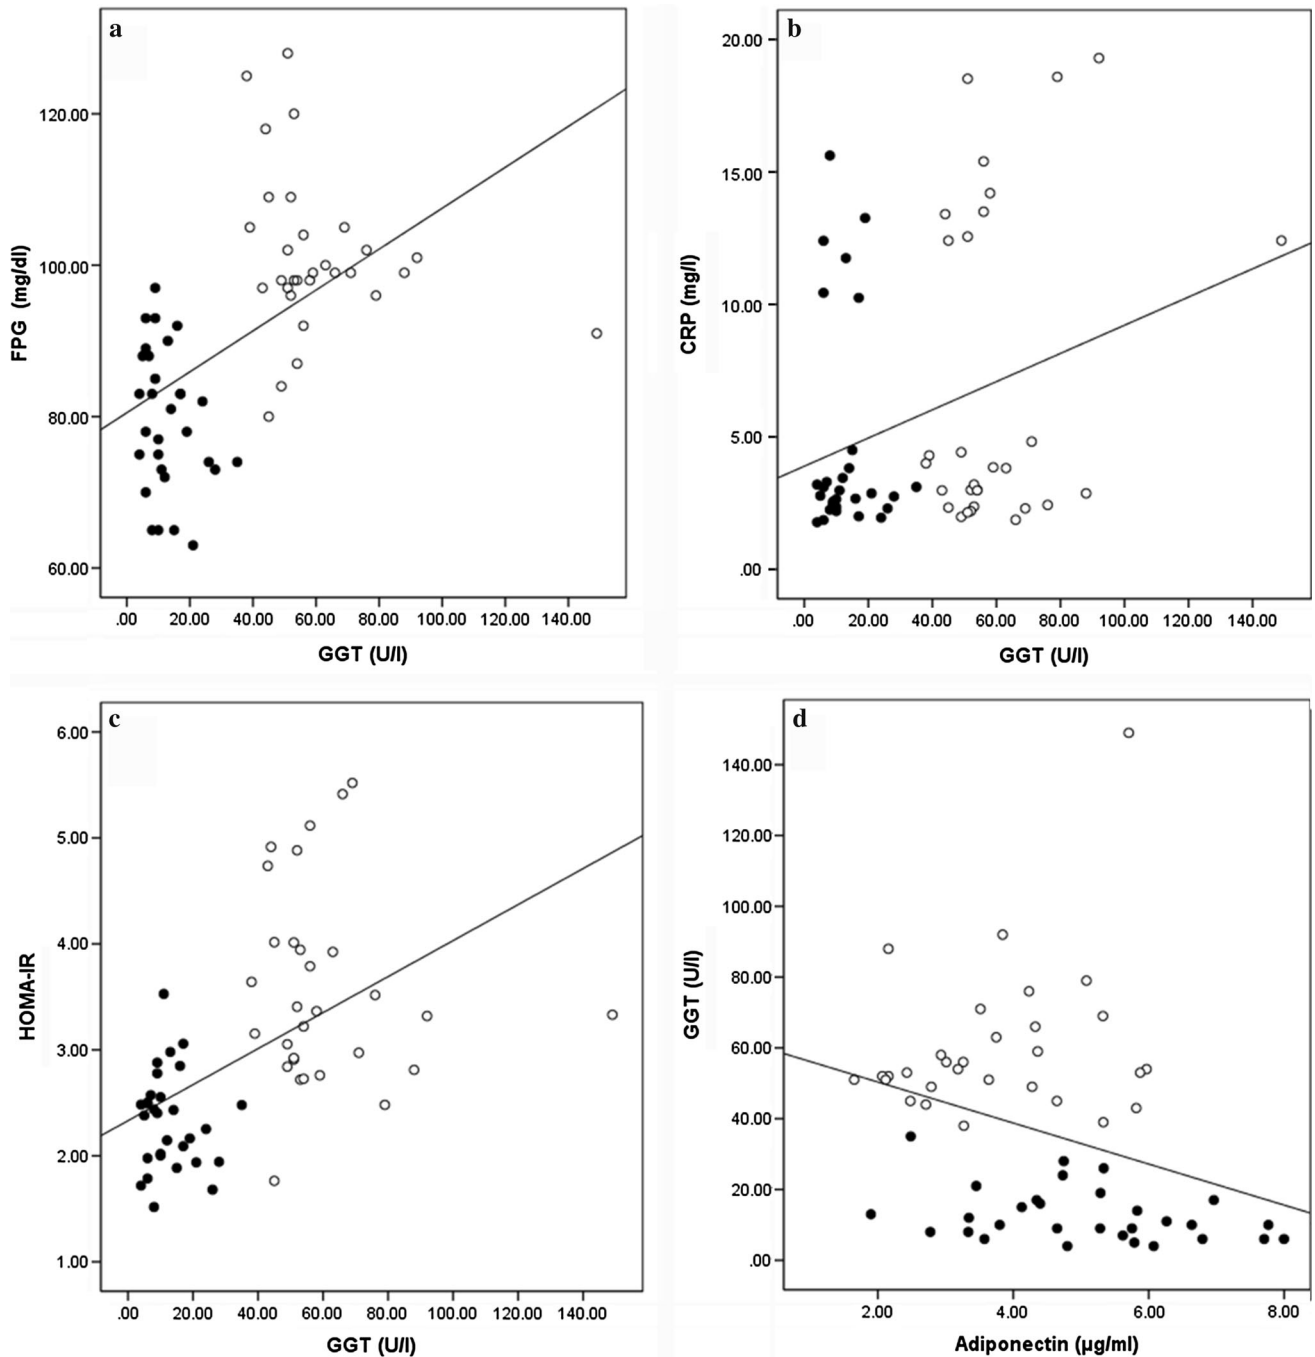 a
120.00
100.00
80.00
60.00
FPG (mg/dl)
.00 20.00 40.00 60.00 80.00 100.00 120.00 140.00
GGT (U/l)
b
20.00
15.00
10.00
5.00
.00
CRP (mg/l)
.00 20.00 40.00 60.00 80.00 100.00 120.00 140.00
GGT (U/l)
c
6.00
5.00
4.00
3.00
2.00
1.00
HOMA-IR
.00 20.00 40.00 60.00 80.00 100.00 120.00 140.00
GGT (U/l)
d
140.00
120.00
100.00
80.00
60.00
40.00
20.00
.00
GGT (U/l)
2.00 4.00 6.00 8.00
Adiponectin (µg/ml)